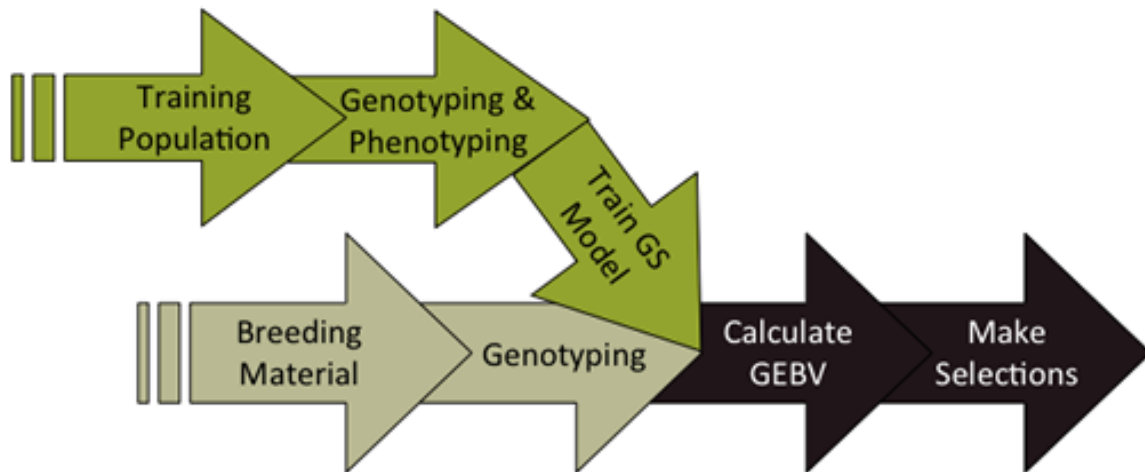 Training
Population
Genotyping &
Phenotyping
Train GS
Model
Breeding
Material
Genotyping
Calculate
GEBV
Make
Selections